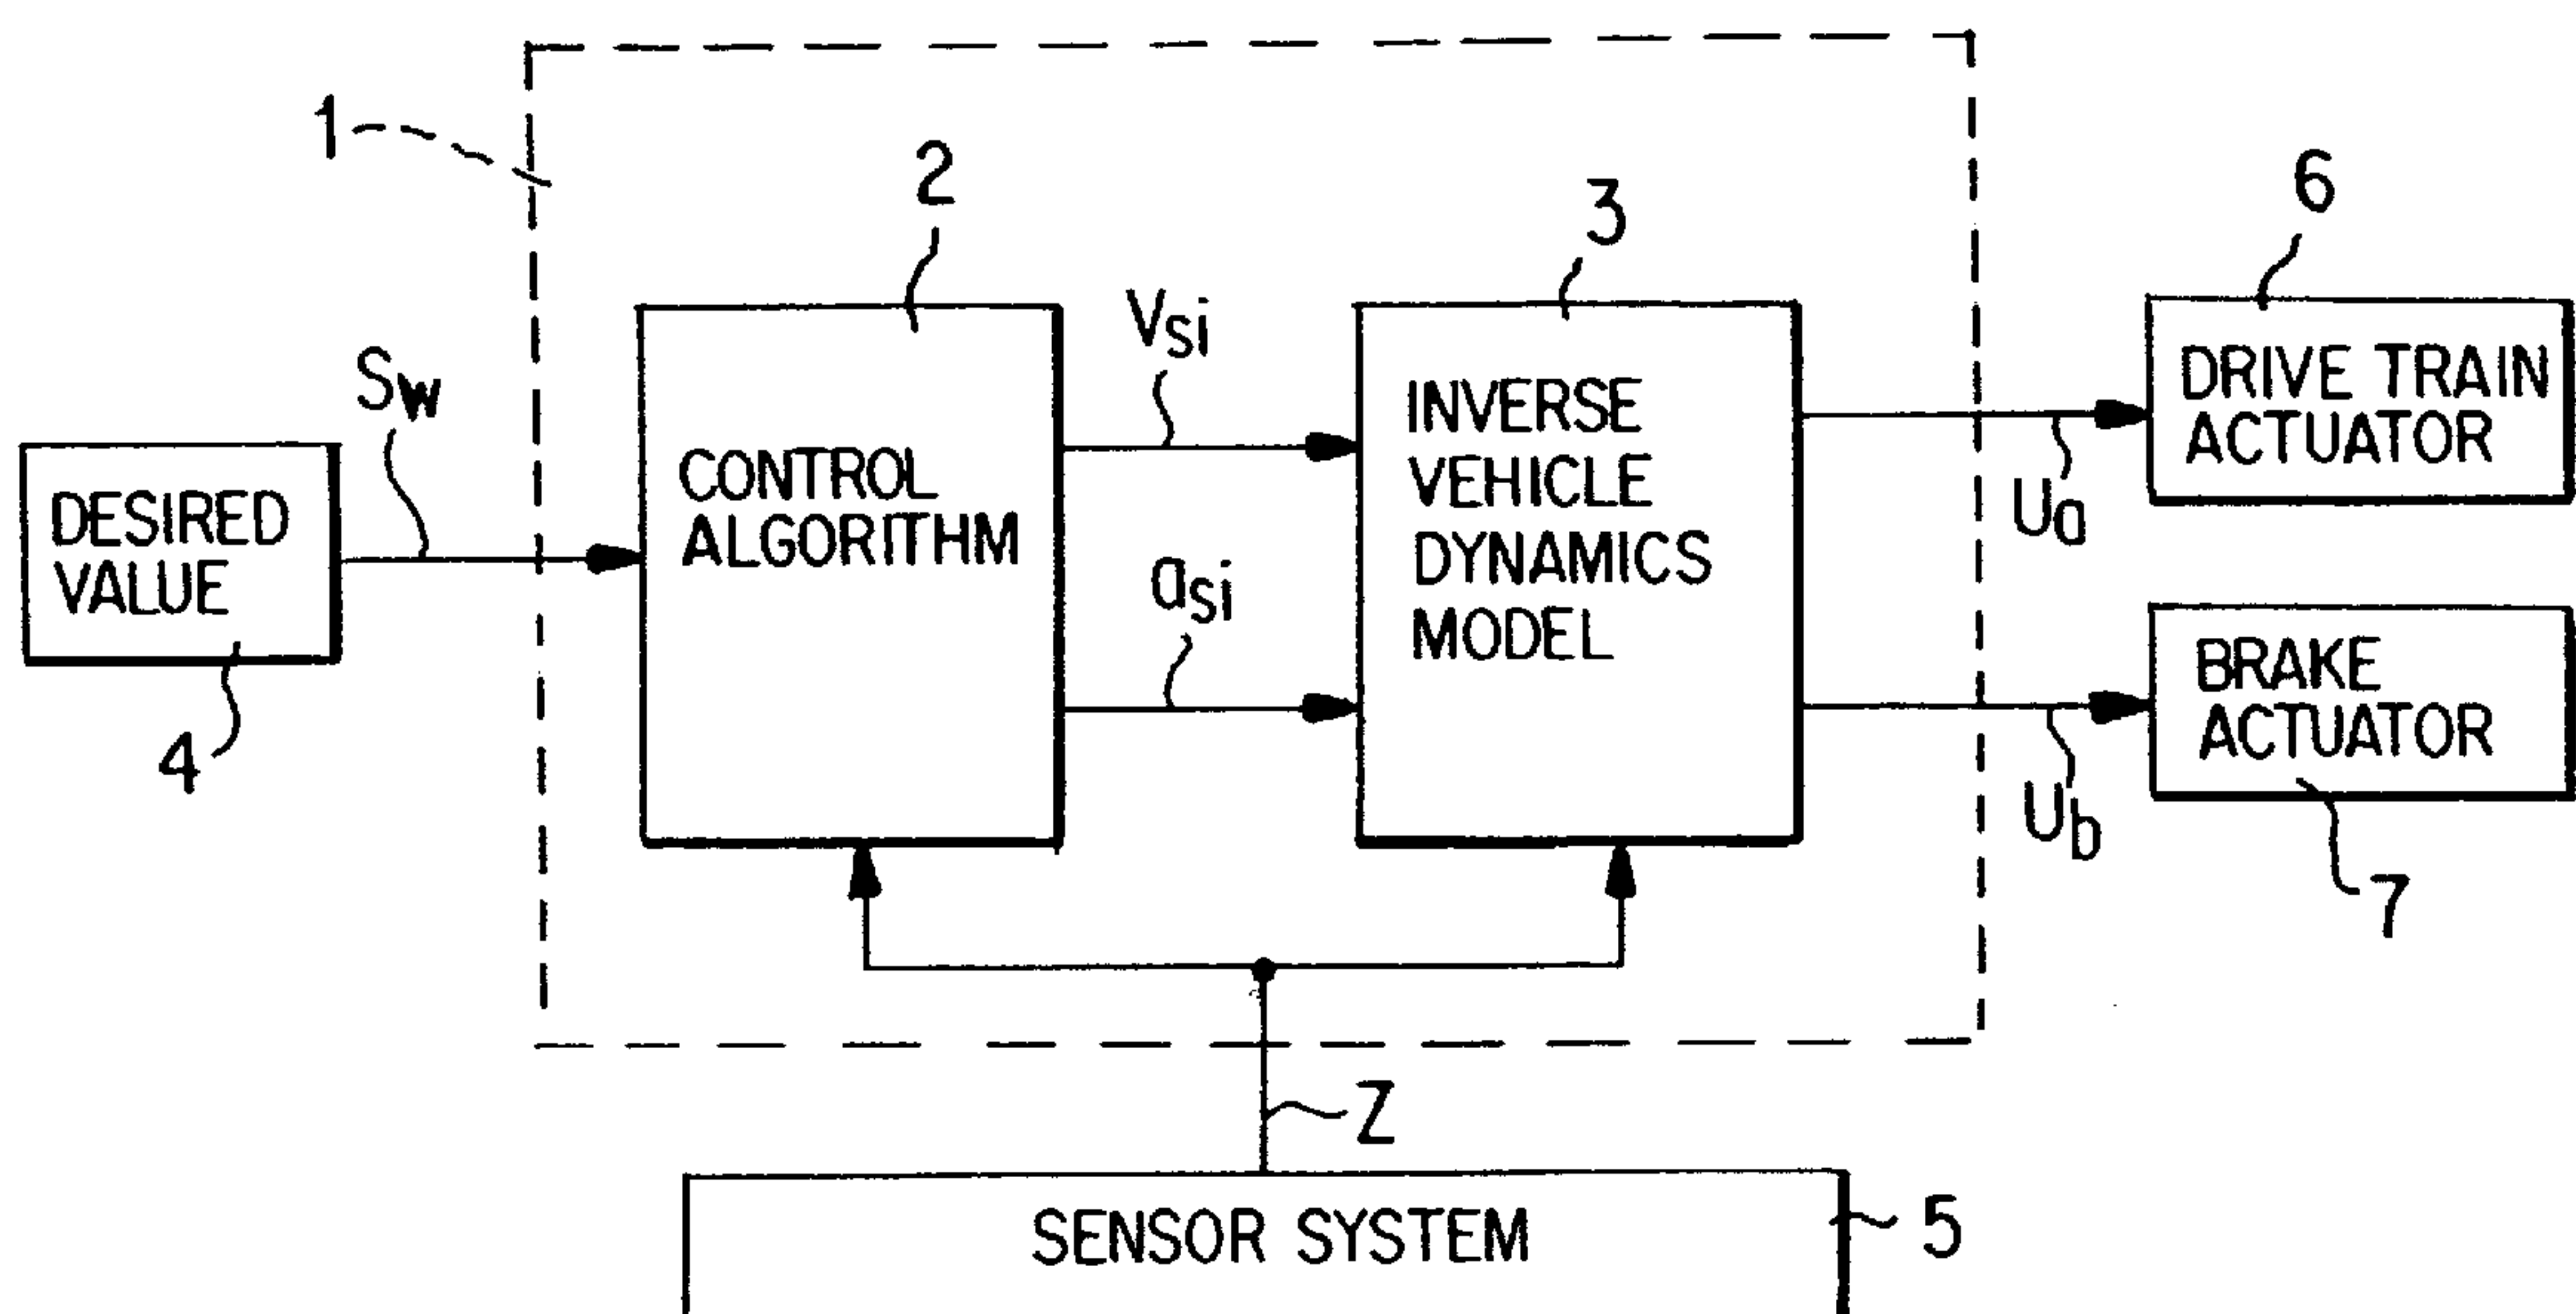 1
2
3
6
Sw
Vsi
DESIRED
VALUE
4
CONTROL
ALGORITHM
asi
INVERSE
VEHICLE
DYNAMICS
MODEL
DRIVE TRAIN
ACTUATOR
Ua
BRAKE
ACTUATOR
Ub
7
Z
SENSOR SYSTEM
5